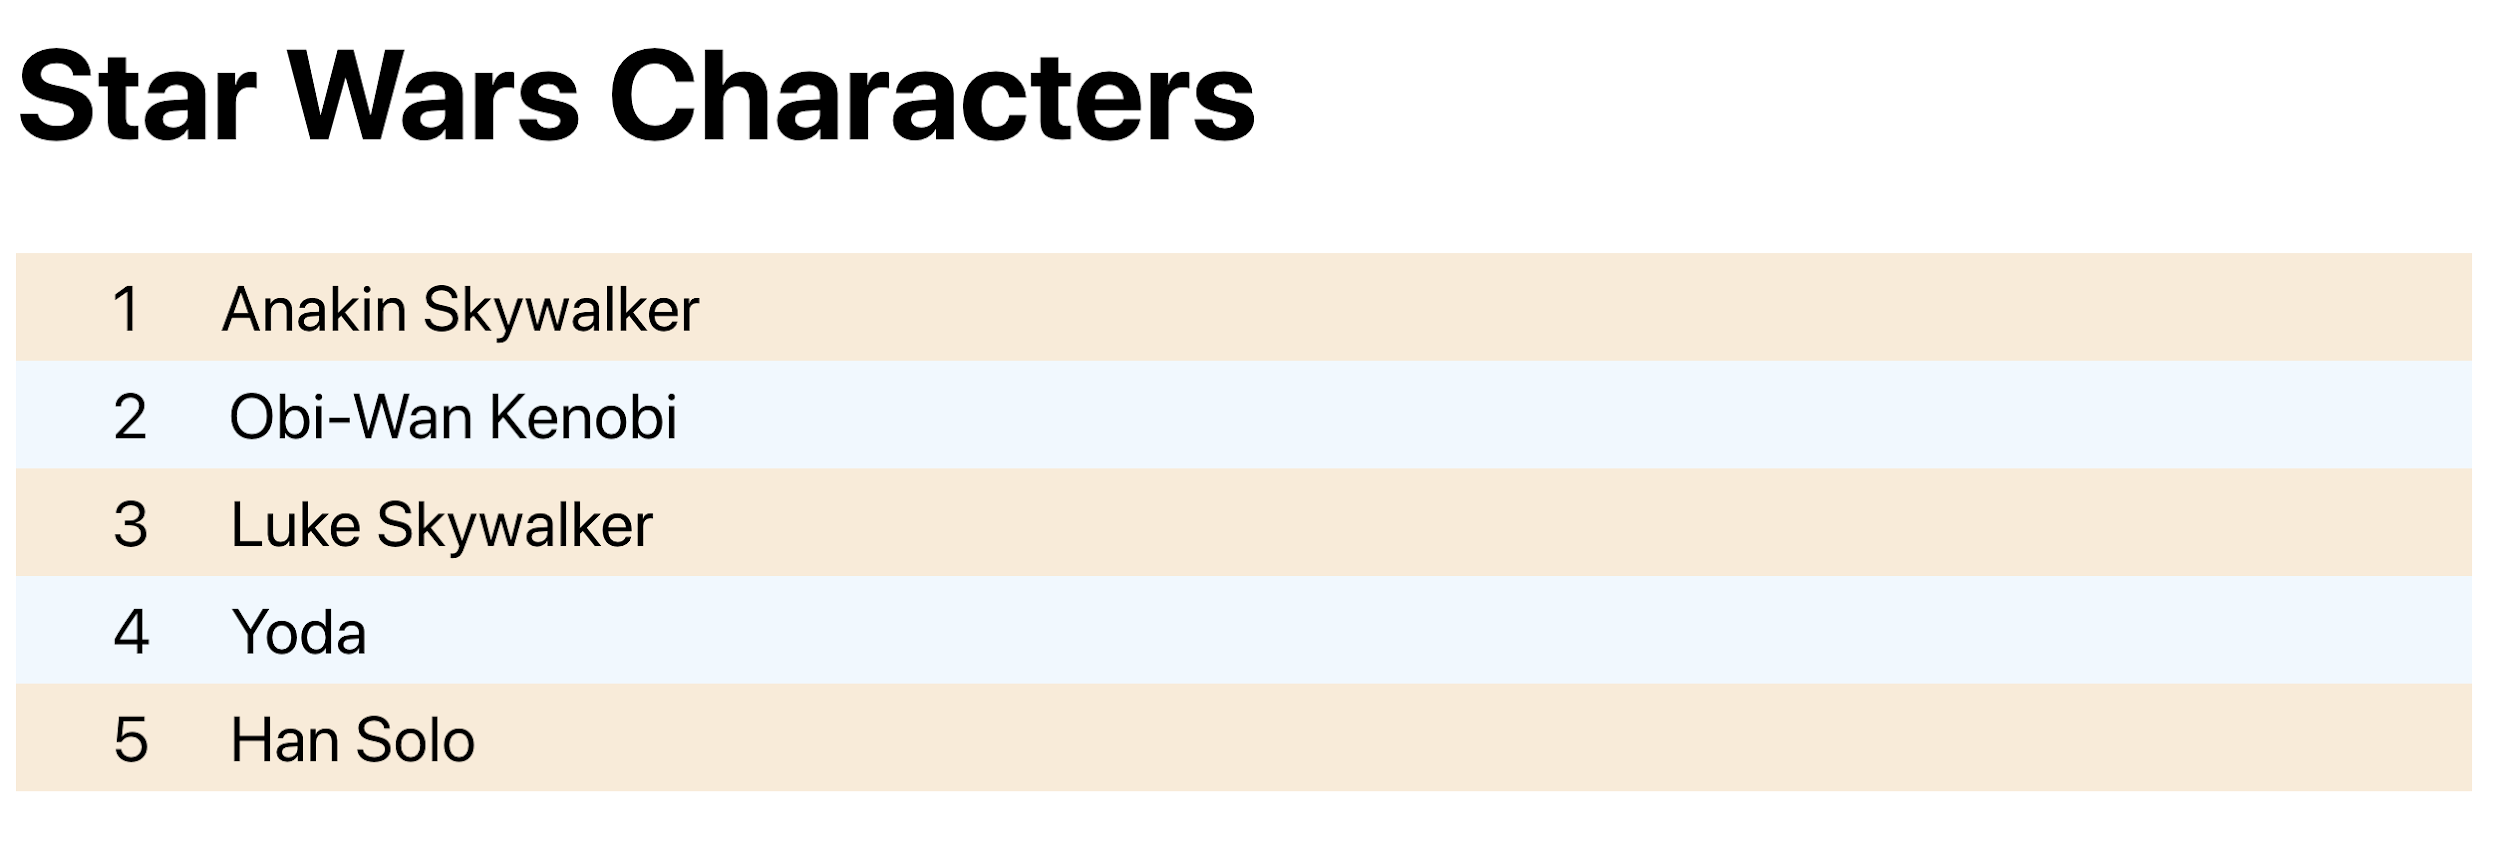 Star Wars Characters
1 Anakin Skywalker
2 Obi-Wan Kenobi
3 Luke Skywalker
4 Yoda
5 Han Solo